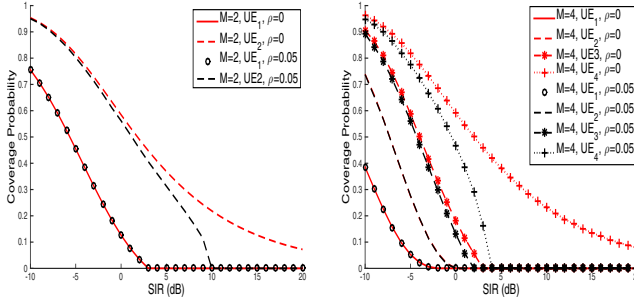 Coverage Probability
1
0.9
0.8
0.7
0.6
0.5
0.4
0.3
0.2
0.1
0
-10
-5
0
5
10
15
20
SIR (dB)
M=2, UE1, ρ=0
M=2, UE2, ρ=0
M=2, UE1, ρ=0.05
M=2, UE2, ρ=0.05
Coverage Probability
1
0.9
0.8
0.7
0.6
0.5
0.4
0.3
0.2
0.1
0
-10
-5
0
5
10
15
SIR (dB)
M=4, UE1, ρ=0
M=4, UE2, ρ=0
M=4, UE3, ρ=0
M=4, UE4, ρ=0
M=4, UE1, ρ=0.05
M=4, UE2, ρ=0.05
M=4, UE3, ρ=0.05
M=4, UE4, ρ=0.05